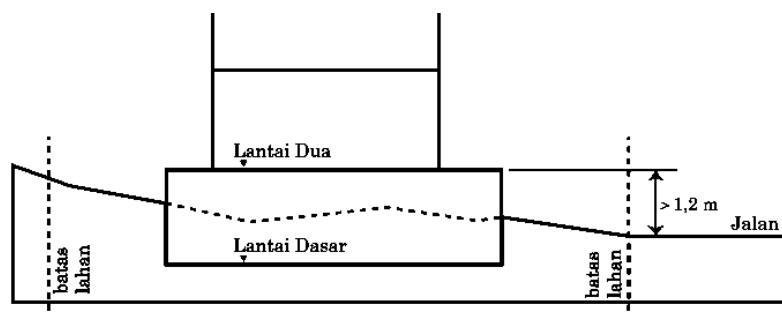 Lantai Dua
> 1,2 m
Jalan
Lantai Dasar
batas
lahan
batas
lahan